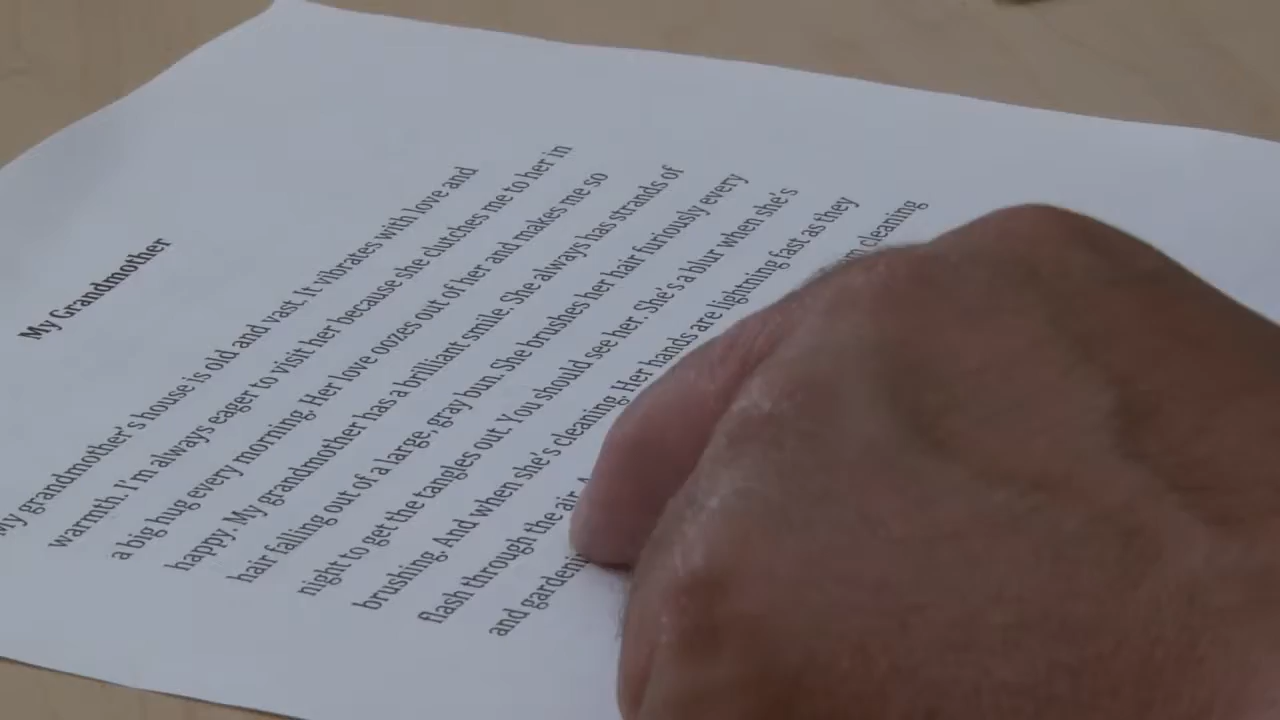 My Grandmother
My grandmother's house is old and vast. It vibrates with love and
warmth. I'm always eager to visit her because she clutches me to her in
a big hug every morning. Her love oozes out of her and makes me so
happy. My grandmother has a brilliant smile. She always has strands of
hair falling out of a large, gray bun. She brushes her hair furiously every
night to get the tangles out. You should see her. She's a blur when she's
brushing. And when she's cleaning. Her hands are lightning fast as they
flash through the air. cleaning
and